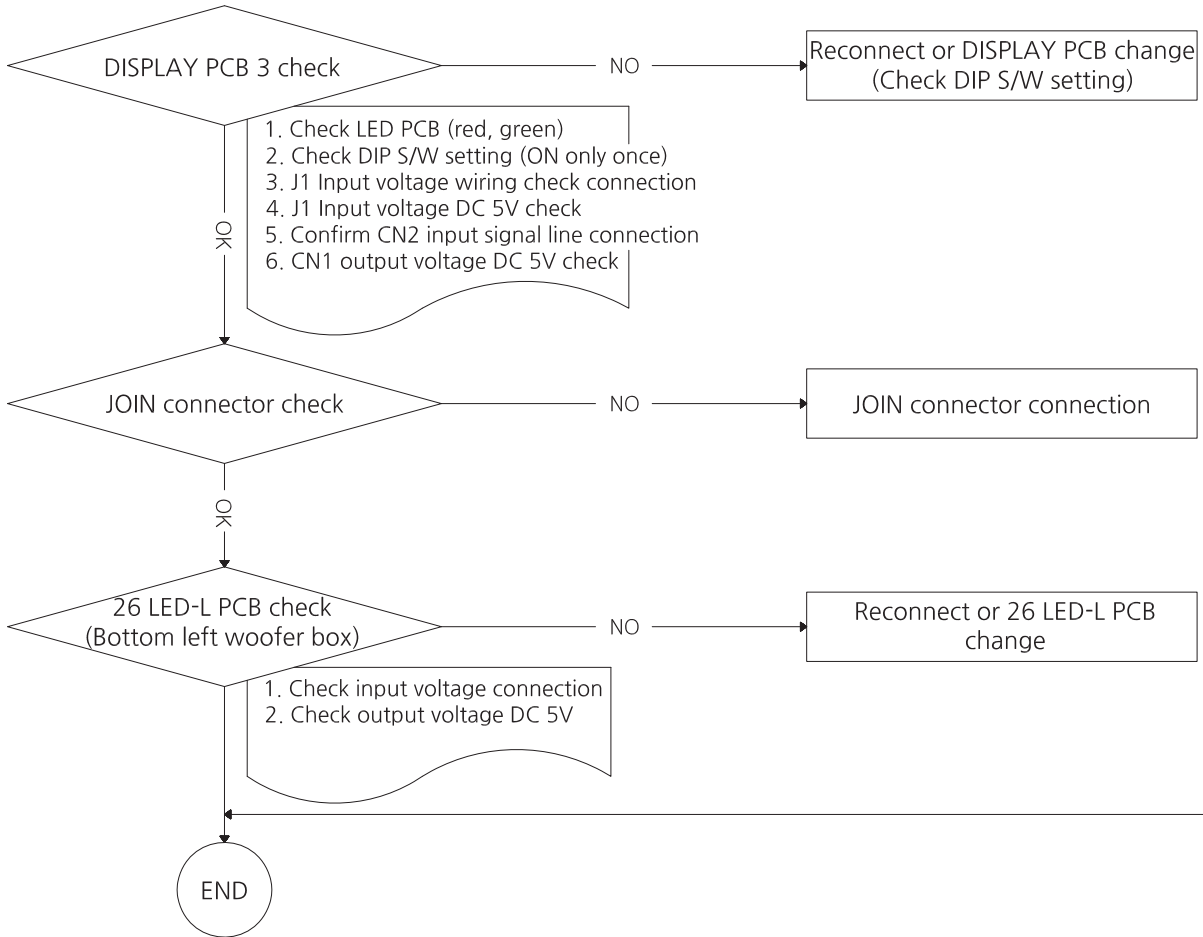 DISPLAY PCB 3 check
NO
Reconnect or DISPLAY PCB change
(Check DIP S/W setting)
1. Check LED PCB (red, green)
2. Check DIP S/W setting (ON only once)
3. J1 Input voltage wiring check connection
4. J1 Input voltage DC 5V check
5. Confirm CN2 input signal line connection
6. CN1 output voltage DC 5V check
OK
JOIN connector check
NO
JOIN connector connection
OK
26 LED-L PCB check
(Bottom left woofer box)
NO
Reconnect or 26 LED-L PCB
change
1. Check input voltage connection
2. Check output voltage DC 5V
END